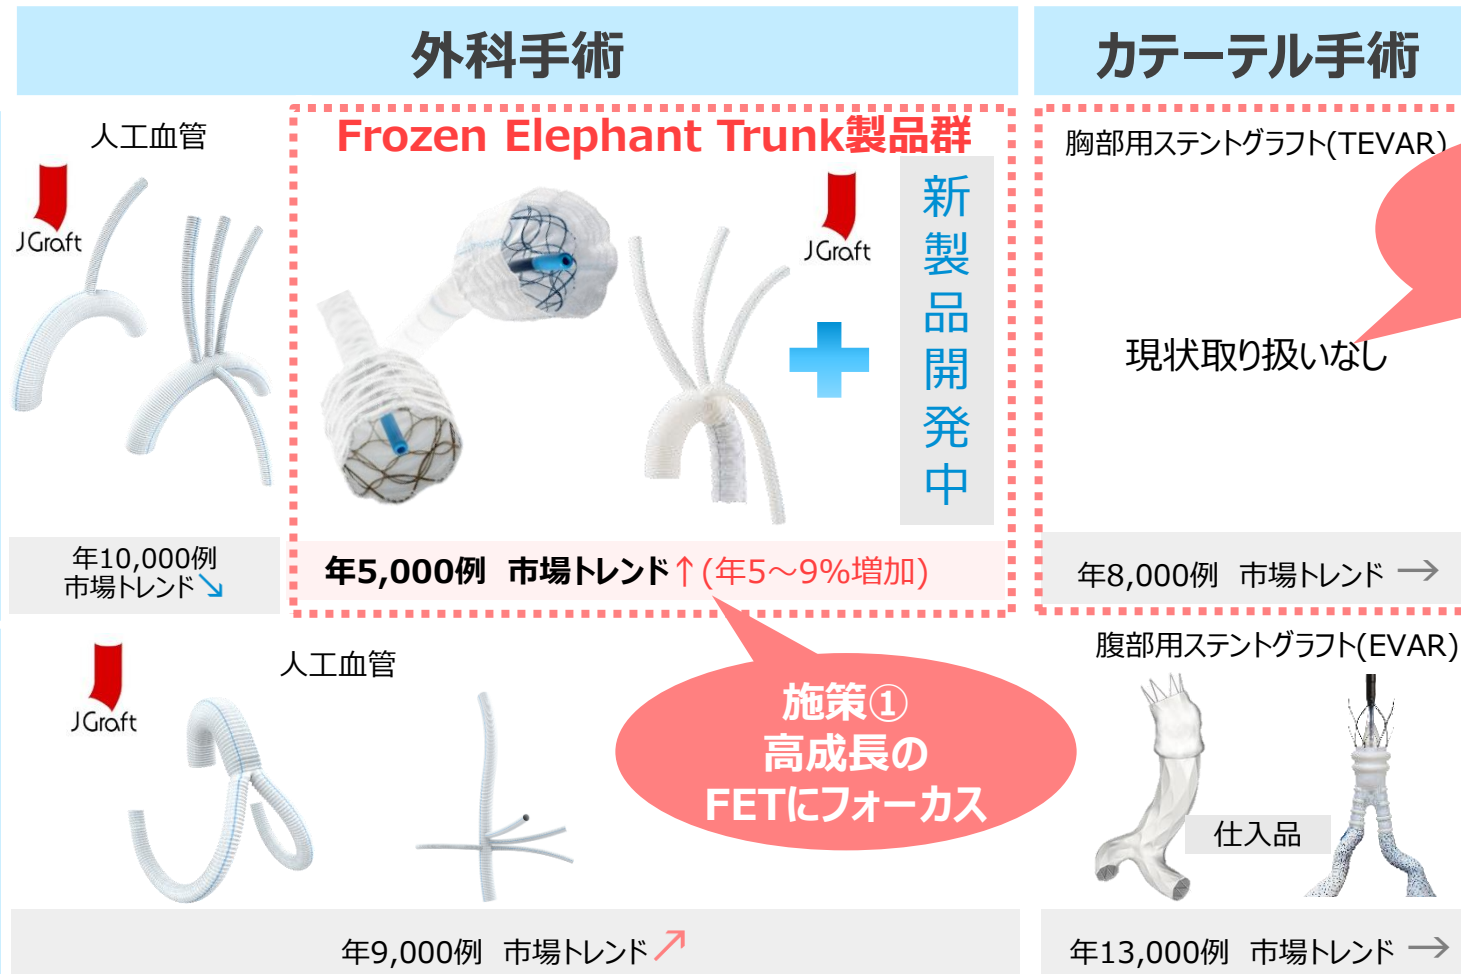 外科手術
カテーテル手術
人工血管
JGraft
Frozen Elephant Trunk製品群
JGraft
新製品開発中
胸部用ステントグラフト(TEVAR)
現状取り扱いなし
年10,000例
市場トレンド↘
年5,000例 市場トレンド↑(年5～9%増加)
年8,000例 市場トレンド →
人工血管
JGraft
施策①
高成長の
FETにフォーカス
腹部用ステントグラフト(EVAR)
仕入品
年9,000例 市場トレンド↗
年13,000例 市場トレンド →